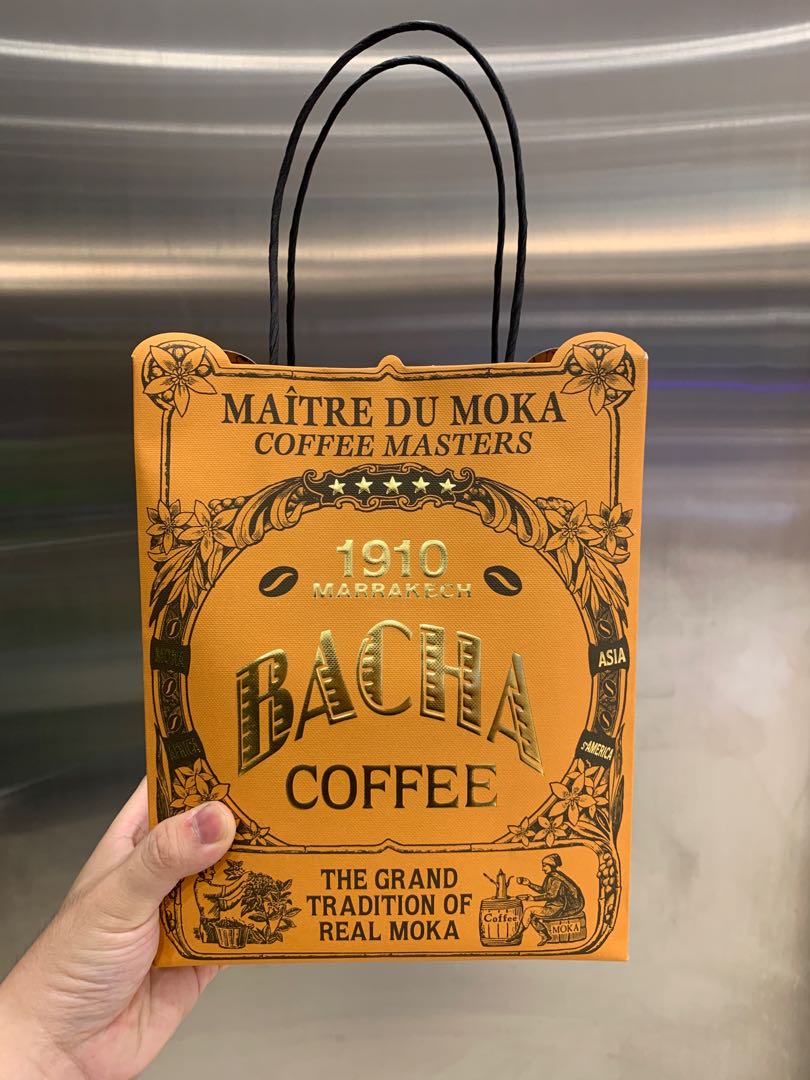 MAÎTRE DU MOKA
COFFEE MASTERS
1910
MARRAKECH
BACHA
COFFEE
ASIA
AFRICA
S.AMERICA
THE GRAND
TRADITION OF
REAL MOKA
Coffee
MOKA